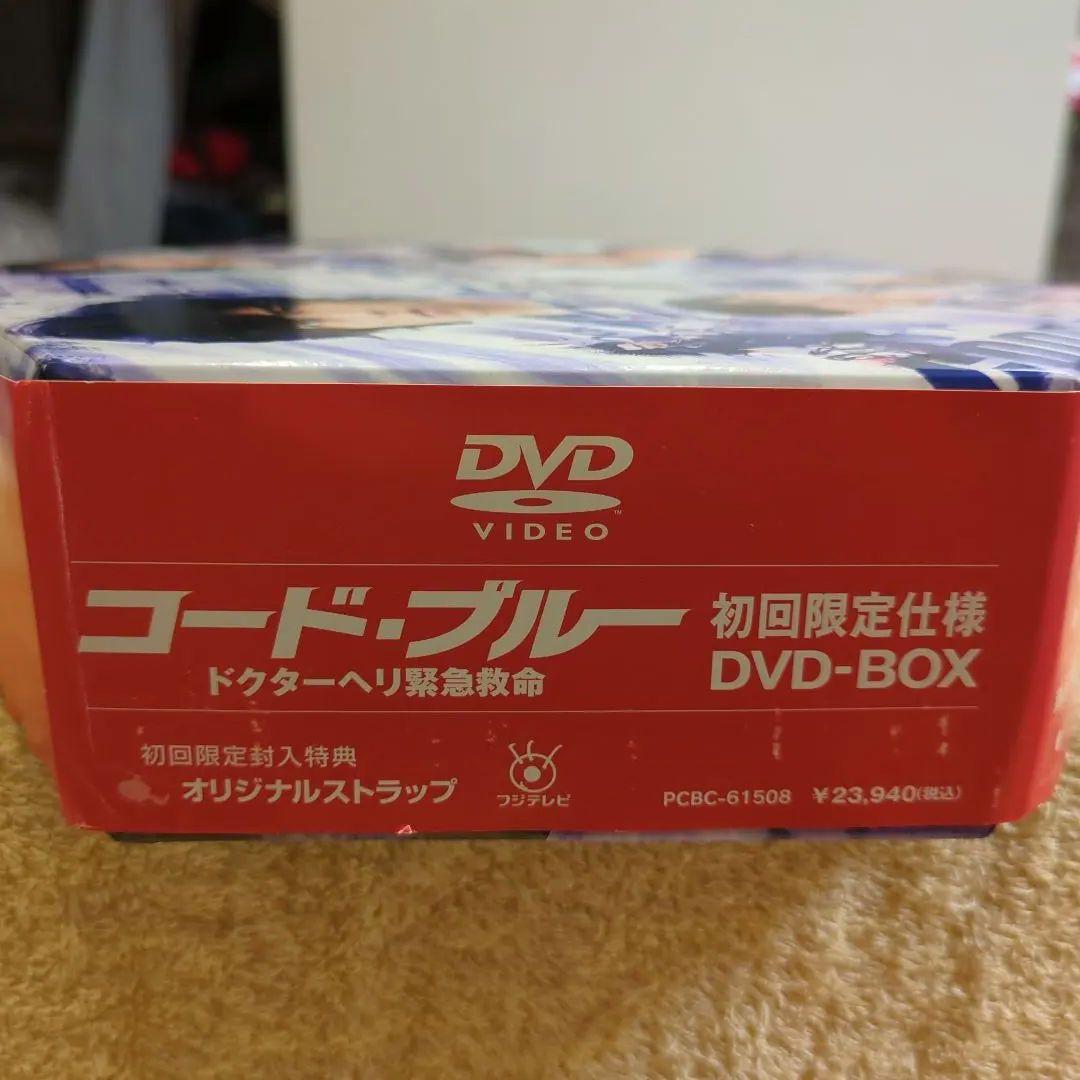 DVD
VIDEO
コード・ブルー
ドクターヘリ緊急救命
初回限定仕様
DVD-BOX
初回限定封入特典
オリジナルストラップ
フジテレビ
PCBC-61508 ¥23,940(税込)